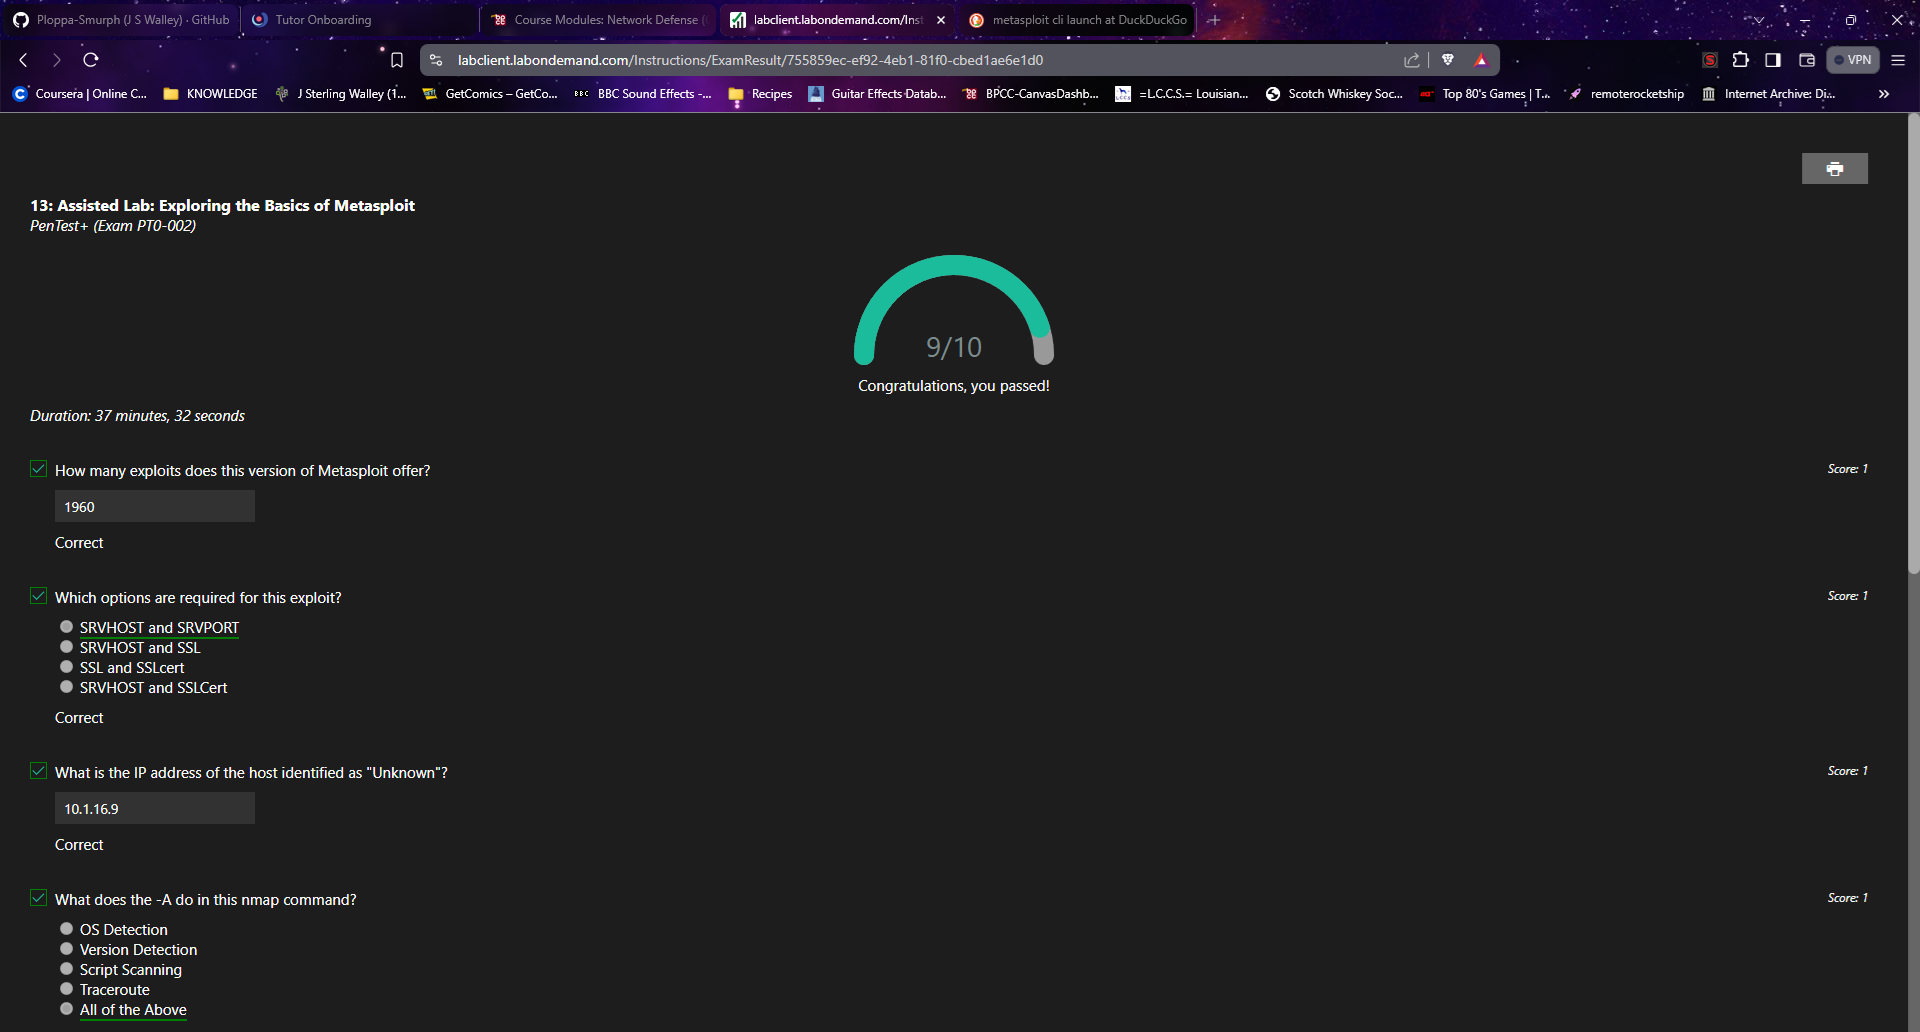 Ploppa-Smurph (J S Walley) · GitHub
Tutor Onboarding
Course Modules: Network Defense (
labclient.labondemand.com/Inst
metasploit cli launch at DuckDuckGo
labclient.labondemand.com/Instructions/ExamResult/755859ec-ef92-4eb1-81f0-cbed1ae6e1d0
VPN
Coursera | Online C...
KNOWLEDGE
J Sterling Walley (1...
GetComics – GetCo...
BBC
BBC Sound Effects -...
Recipes
Guitar Effects Datab...
BPCC-CanvasDashb...
=L.C.C.S.= Louisian...
Scotch Whiskey Soc...
Top 80's Games | T...
remoterocketship
Internet Archive: Di...
13: Assisted Lab: Exploring the Basics of Metasploit
PenTest+ (Exam PT0-002)
9/10
Congratulations, you passed!
Duration: 37 minutes, 32 seconds
How many exploits does this version of Metasploit offer?
Score: 1
1960
Correct
Which options are required for this exploit?
Score: 1
SRVHOST and SRVPORT
SRVHOST and SSL
SSL and SSLcert
SRVHOST and SSLCert
Correct
What is the IP address of the host identified as "Unknown"?
Score: 1
10.1.16.9
Correct
What does the -A do in this nmap command?
Score: 1
OS Detection
Version Detection
Script Scanning
Traceroute
All of the Above